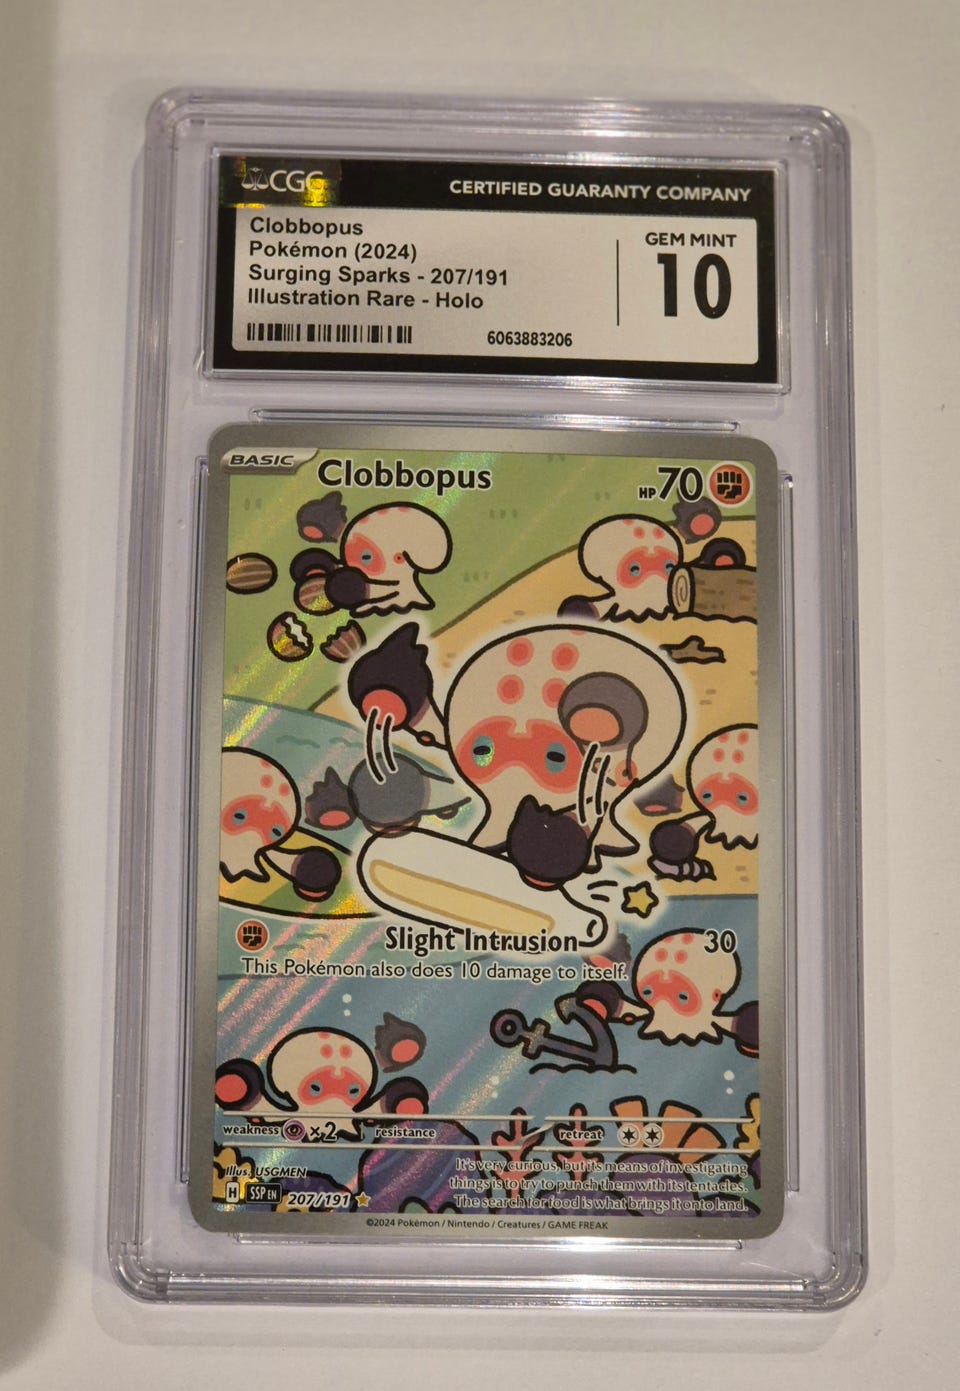 CGC
CERTIFIED GUARANTY COMPANY
Clobbopus
Pokémon (2024)
Surging Sparks - 207/191
Illustration Rare - Holo
6063883206
GEM MINT
10
BASIC
Clobbopus
HP 70
Slight Intrusion 30
This Pokémon also does 10 damage to itself.
weakness ×2 resistance retreat
Illus. USGMEN
H SSP EN 207/191
It's very curious, but its means of investigating
things is to try to punch them with its tentacles.
The search for food is what brings it onto land.
©2024 Pokémon / Nintendo / Creatures / GAME FREAK